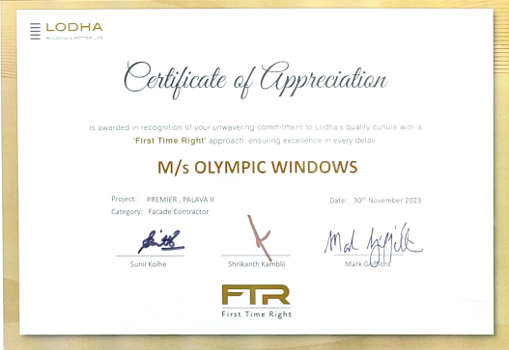 LODHA
BUILDING A BETTER LIFE
Certificate of Appreciation
Is awarded in recognition of your unwavering commitment to Lodha's quality culture with a
'First Time Right' approach, ensuring excellence in every detail
M/s OLYMPIC WINDOWS
Project: PREMIER , PALAVA II
Date: 30th November 2023
Category: Facade Contractor
Sunil Kolhe
Shrikanth Kamblii
Mark Griffiths
FTR
First Time Right